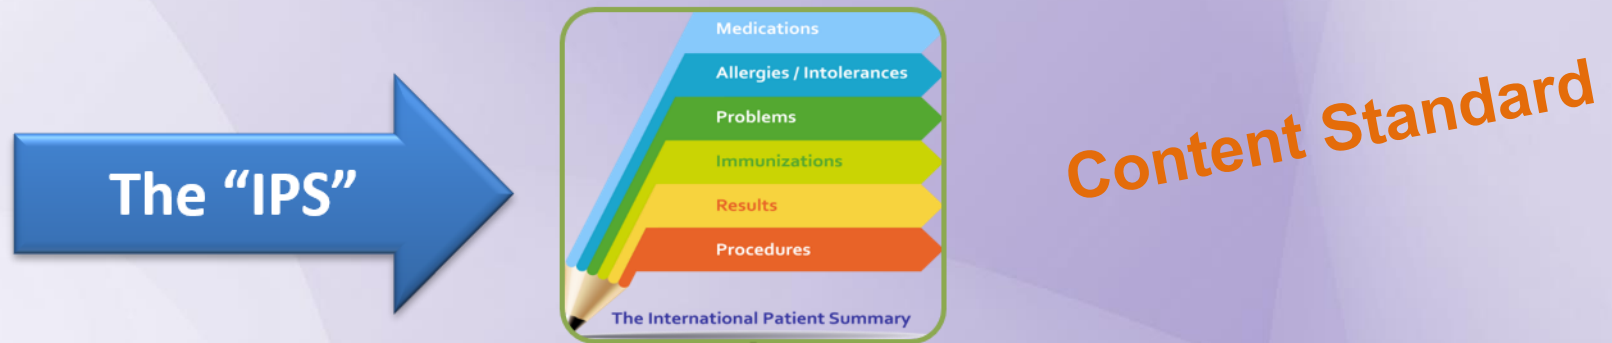 The “IPS”
Medications
Allergies / Intolerances
Problems
Immunizations
Results
Procedures
The International Patient Summary
Content Standard